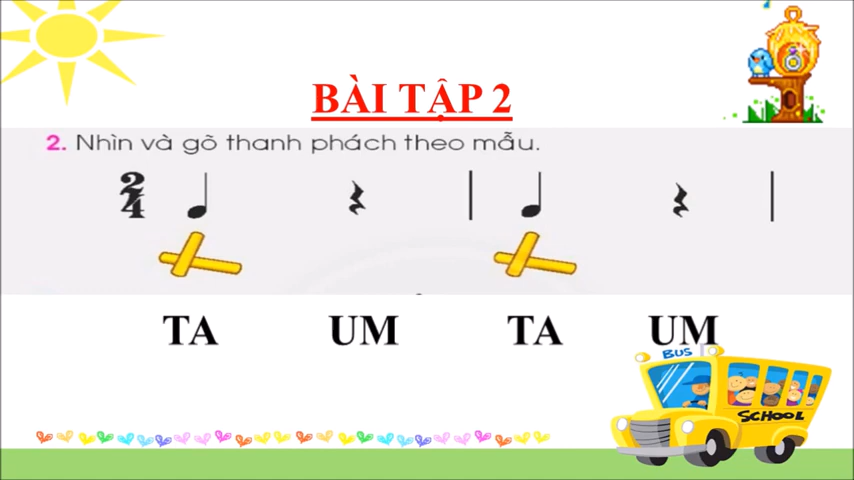 BÀI TẬP 2
2. Nhìn và gõ thanh phách theo mẫu.
2
4
TA UM TA UM
BUS
SCHOOL